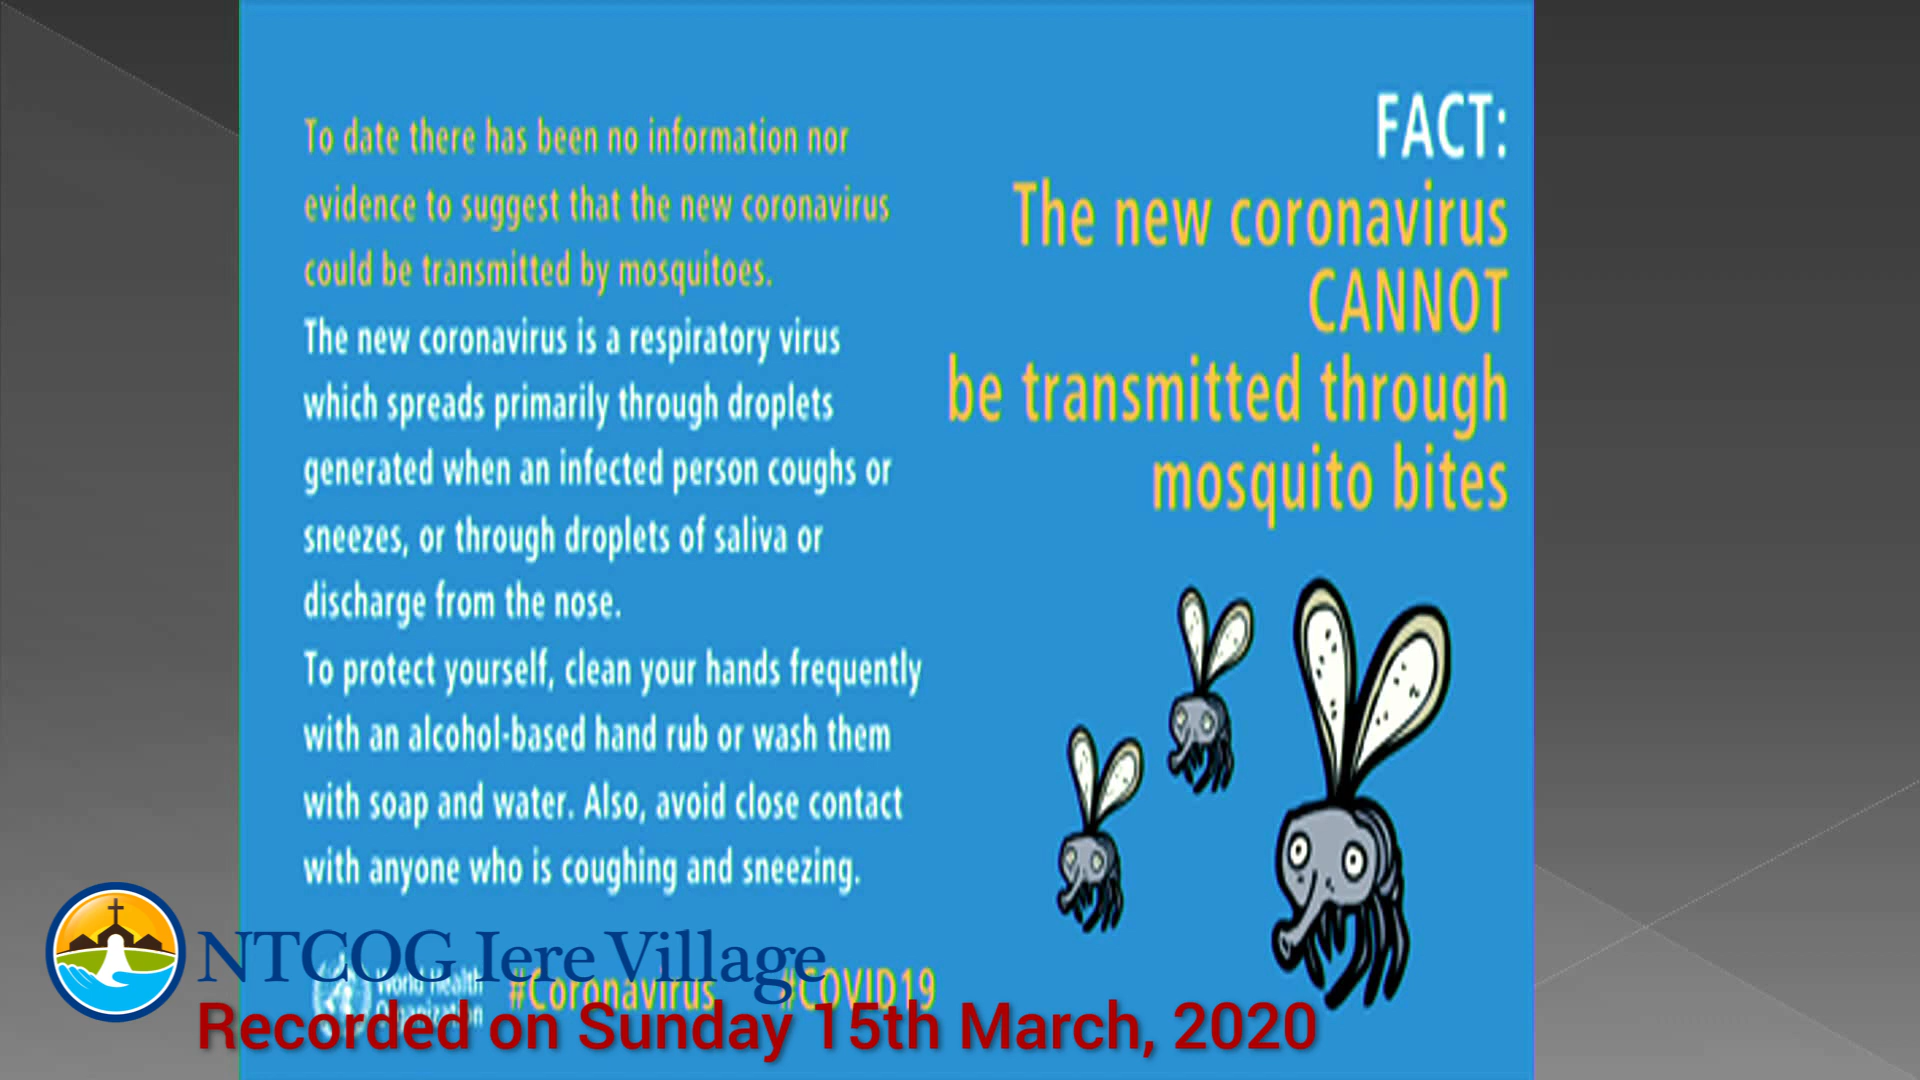 To date there has been no information nor
evidence to suggest that the new coronavirus
could be transmitted by mosquitoes.
The new coronavirus is a respiratory virus
which spreads primarily through droplets
generated when an infected person coughs or
sneezes, or through droplets of saliva or
discharge from the nose.
To protect yourself, clean your hands frequently
with an alcohol-based hand rub or wash them
with soap and water. Also, avoid close contact
with anyone who is coughing and sneezing.
FACT:
The new coronavirus
CANNOT
be transmitted through
mosquito bites
NTCOG Iere Village
World Health
Organization
#Coronavirus #COVID19
Recorded on Sunday 15th March, 2020